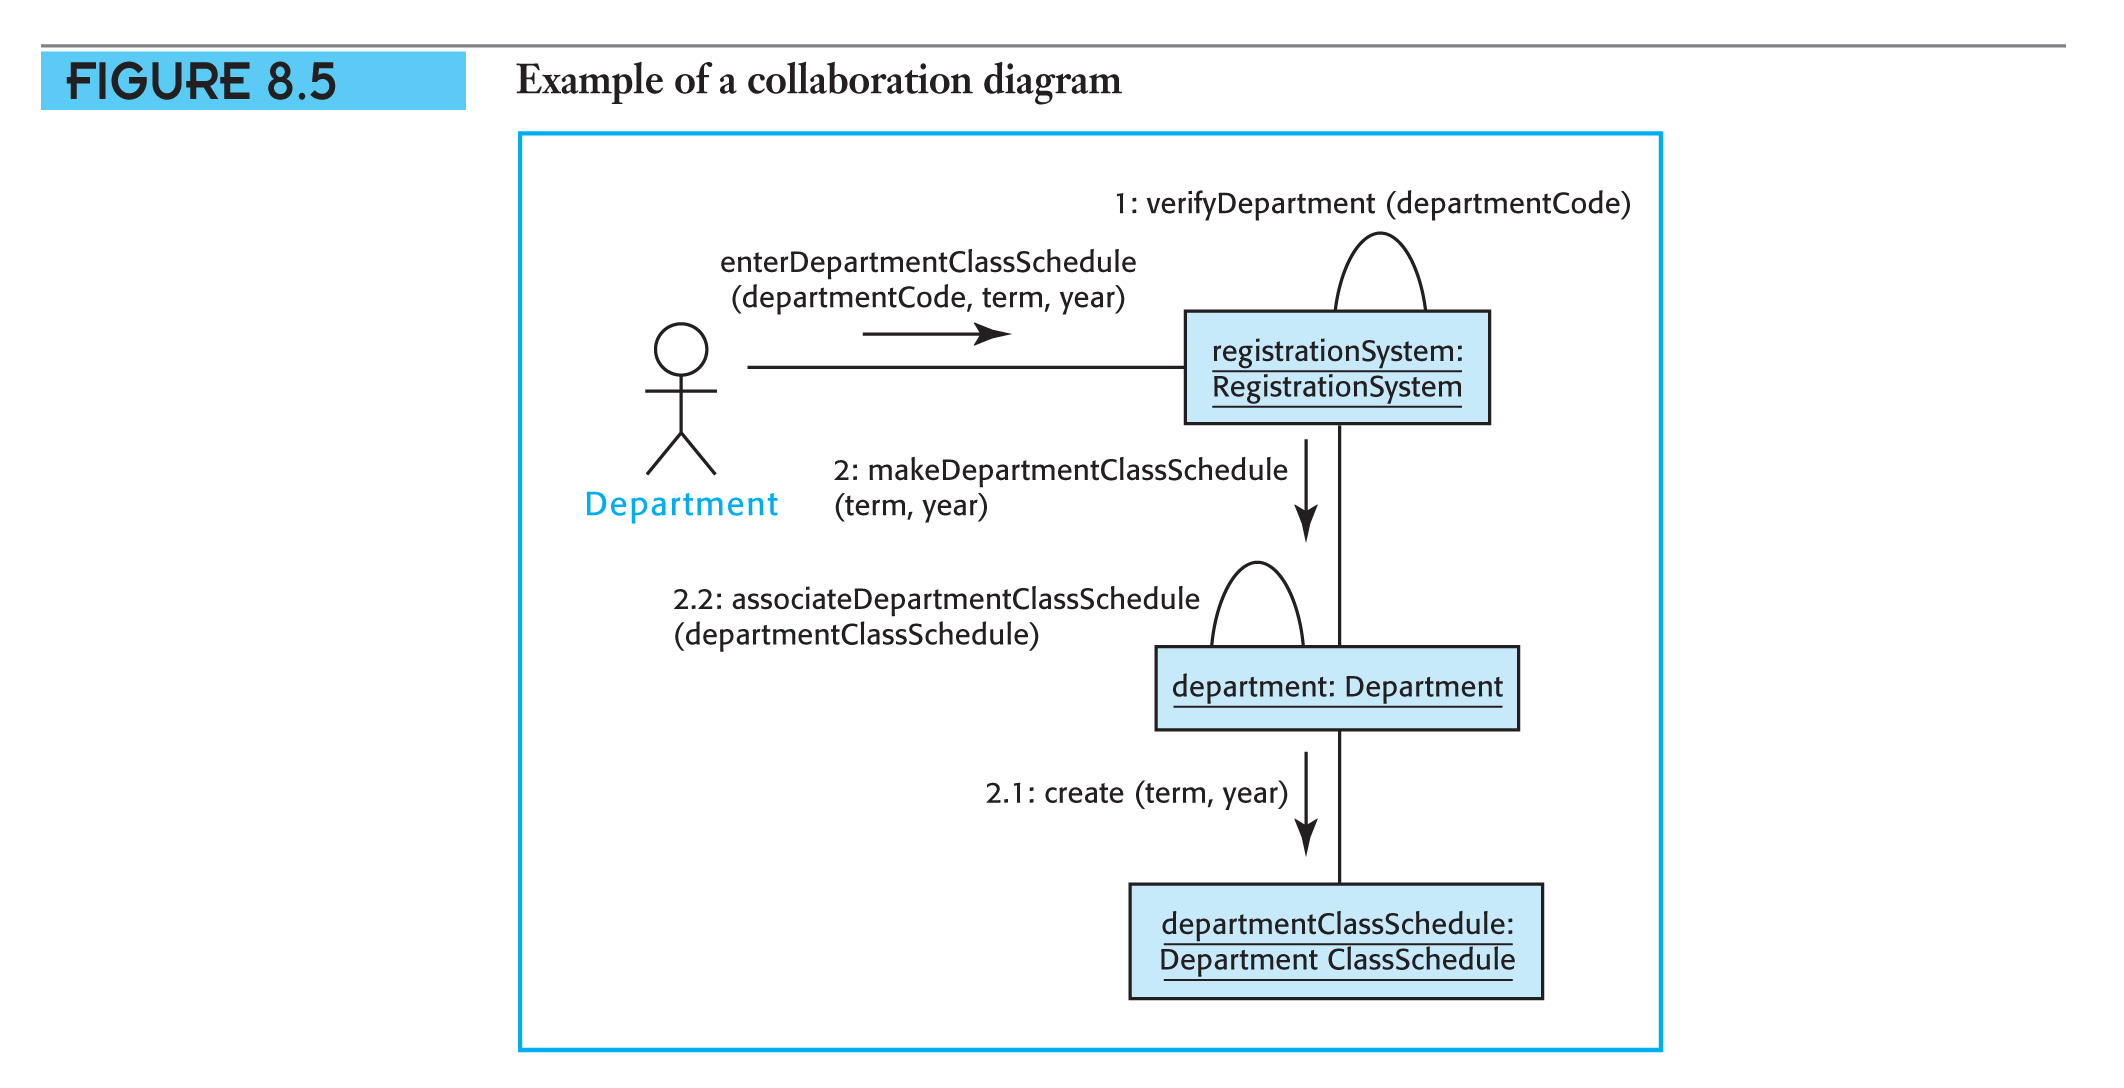 FIGURE 8.5
Example of a collaboration diagram
1: verifyDepartment (departmentCode)
enterDepartmentClassSchedule
(departmentCode, term, year)
registrationSystem:
RegistrationSystem
Department
2: makeDepartmentClassSchedule
(term, year)
2.2: associateDepartmentClassSchedule
(departmentClassSchedule)
department: Department
2.1: create (term, year)
departmentClassSchedule:
Department ClassSchedule